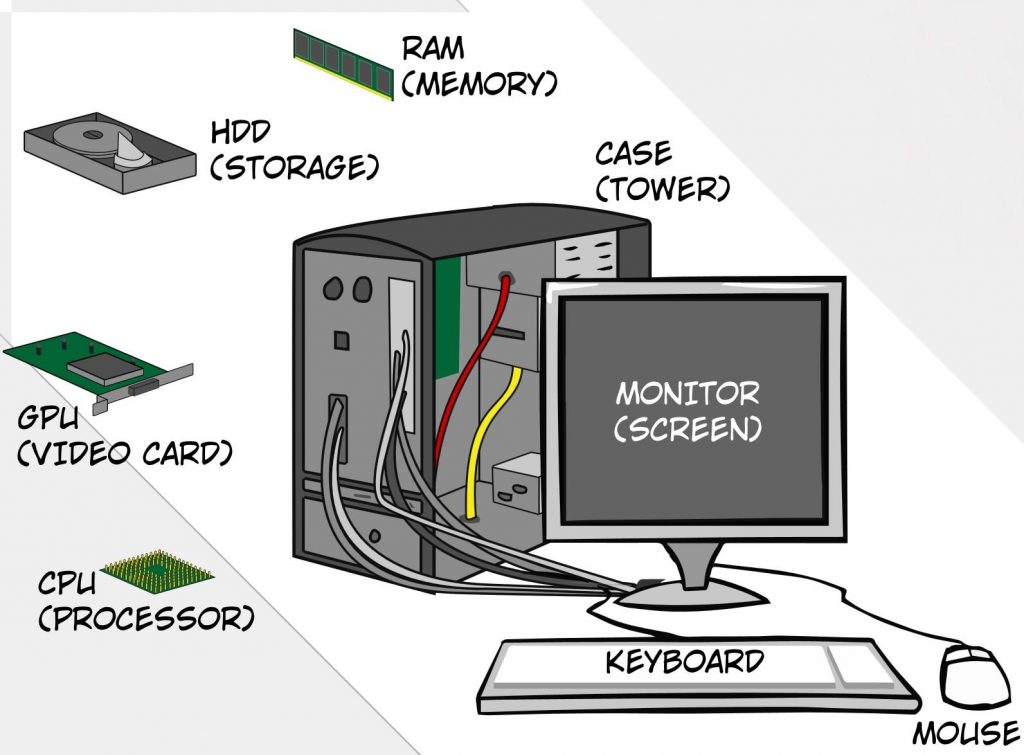 RAM
(MEMORY)
HDD
(STORAGE)
CASE
(TOWER)
MONITOR
(SCREEN)
GPU
(VIDEO CARD)
CPU
(PROCESSOR)
KEYBOARD
MOUSE